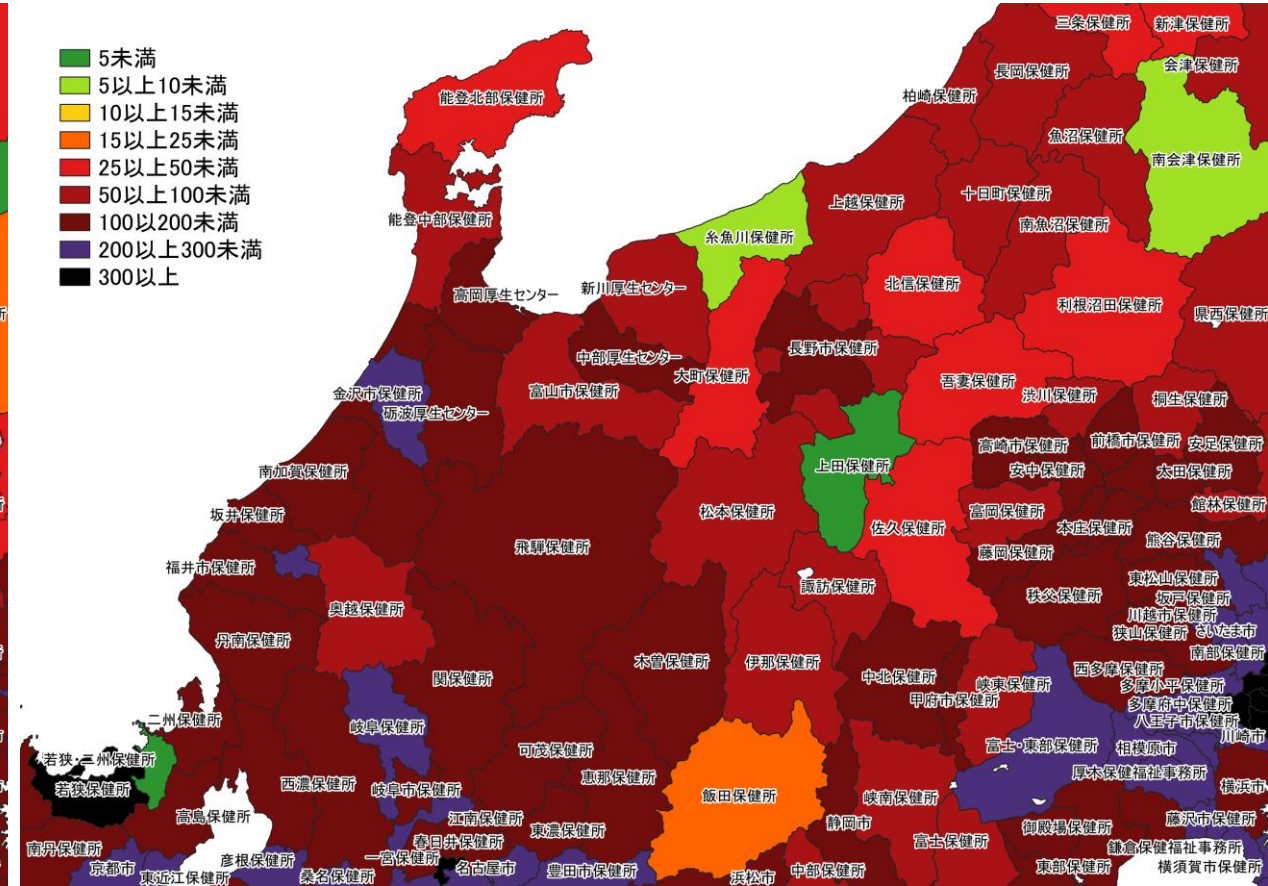 5未満
5以上10未満
10以上15未満
15以上25未満
25以上50未満
50以上100未満
100以200未満
200以上300未満
300以上
三条保健所
新津保健所
会津保健所
長岡保健所
能登北部保健所
柏崎保健所
魚沼保健所
南会津保健所
十日町保健所
上越保健所
能登中部保健所
南魚沼保健所
糸魚川保健所
北信保健所
新川厚生センター
高岡厚生センター
利根沼田保健所
県西保健所
長野市保健所
中部厚生センター
大町保健所
吾妻保健所
富山市保健所
金沢市保健所
渋川保健所
桐生保健所
砺波厚生センター
高崎市保健所
前橋市保健所
安足保健所
上田保健所
安中保健所
太田保健所
南加賀保健所
館林保健所
坂井保健所
松本保健所
富岡保健所
佐久保健所
本庄保健所
熊谷保健所
飛騨保健所
藤岡保健所
福井市保健所
東松山保健所
諏訪保健所
秩父保健所
坂戸保健所
奥越保健所
川越市保健所
狭山保健所
さいたま市
丹南保健所
南部保健所
木曽保健所
伊那保健所
西多摩保健所
関保健所
中北保健所
峡東保健所
多摩小平保健所
甲府市保健所
多摩府中保健所
二州保健所
岐阜保健所
八王子市保健所
川崎市
富士・東部保健所
相模原市
可茂保健所
若狭・二州保健所
恵那保健所
厚木保健福祉事務所
西濃保健所
若狭保健所
岐阜市保健所
横浜市
飯田保健所
峡南保健所
高島保健所
江南保健所
藤沢市保健所
静岡市
御殿場保健所
東濃保健所
春日井保健所
富士保健所
南丹保健所
鎌倉保健福祉事務所
一宮保健所
彦根保健所
京都市
名古屋市
豊田市保健所
中部保健所
東部保健所
横須賀市保健所
東近江保健所
桑名保健所
浜松市
所